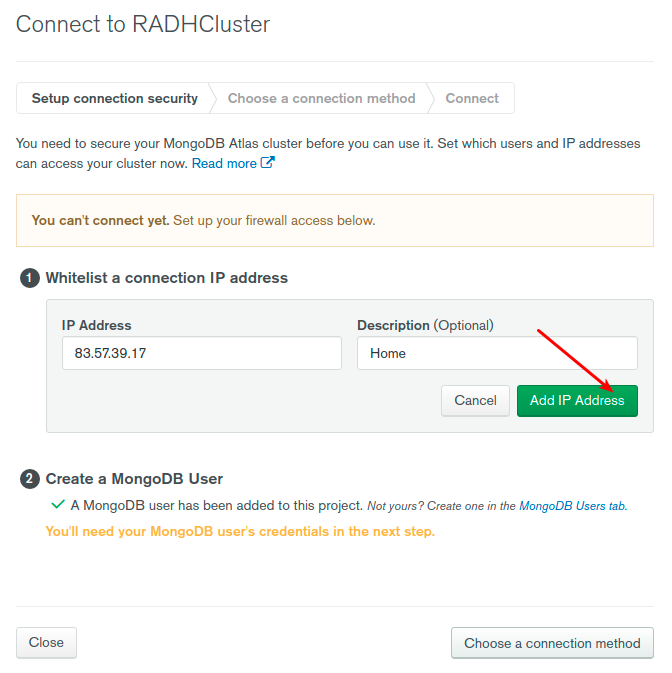 Connect to RADHCluster
Setup connection security
Choose a connection method
Connect
You need to secure your MongoDB Atlas cluster before you can use it. Set which users and IP addresses
can access your cluster now. Read more
You can't connect yet. Set up your firewall access below.
1 Whitelist a connection IP address
IP Address
Description (Optional)
83.57.39.17
Home
Cancel
Add IP Address
2 Create a MongoDB User
A MongoDB user has been added to this project. Not yours? Create one in the MongoDB Users tab.
You'll need your MongoDB user's credentials in the next step.
Close
Choose a connection method